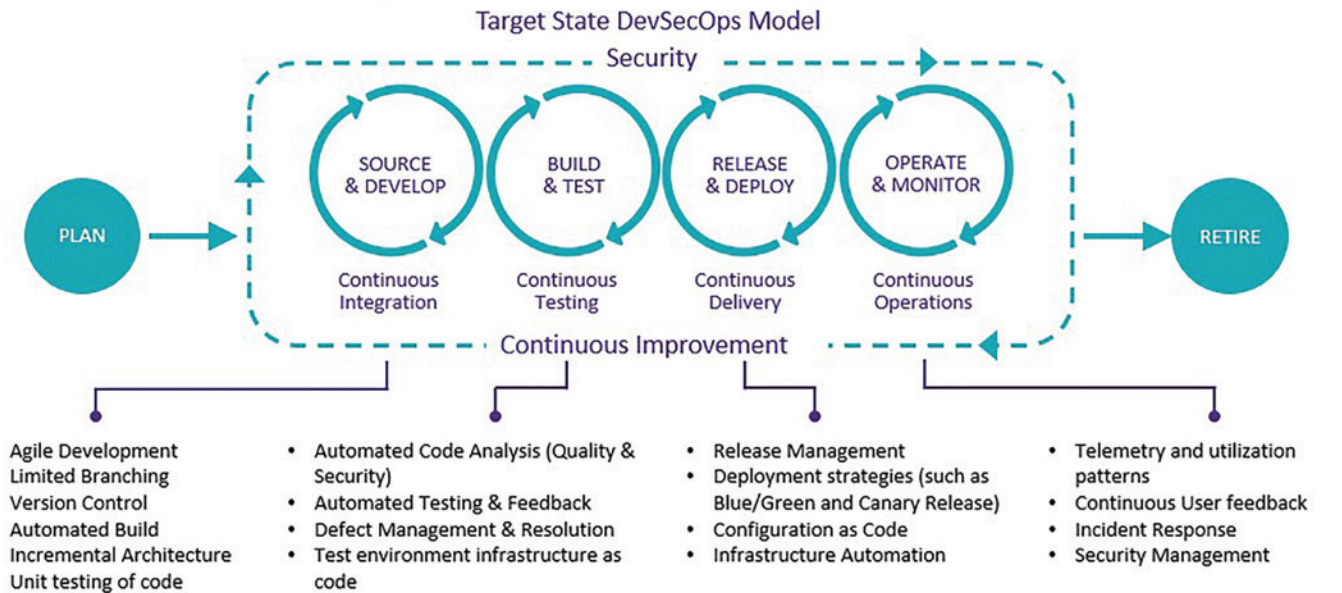 Target State DevSecOps Model
Security
PLAN
SOURCE
& DEVELOP
BUILD
& TEST
RELEASE
& DEPLOY
OPERATE
& MONITOR
RETIRE
Continuous
Integration
Continuous
Testing
Continuous
Delivery
Continuous
Operations
Continuous Improvement
Agile Development
Limited Branching
Version Control
Automated Build
Incremental Architecture
Unit testing of code
• Automated Code Analysis (Quality &
Security)
• Automated Testing & Feedback
• Defect Management & Resolution
• Test environment infrastructure as
code
• Release Management
• Deployment strategies (such as
Blue/Green and Canary Release)
• Configuration as Code
• Infrastructure Automation
• Telemetry and utilization
patterns
• Continuous User feedback
• Incident Response
• Security Management